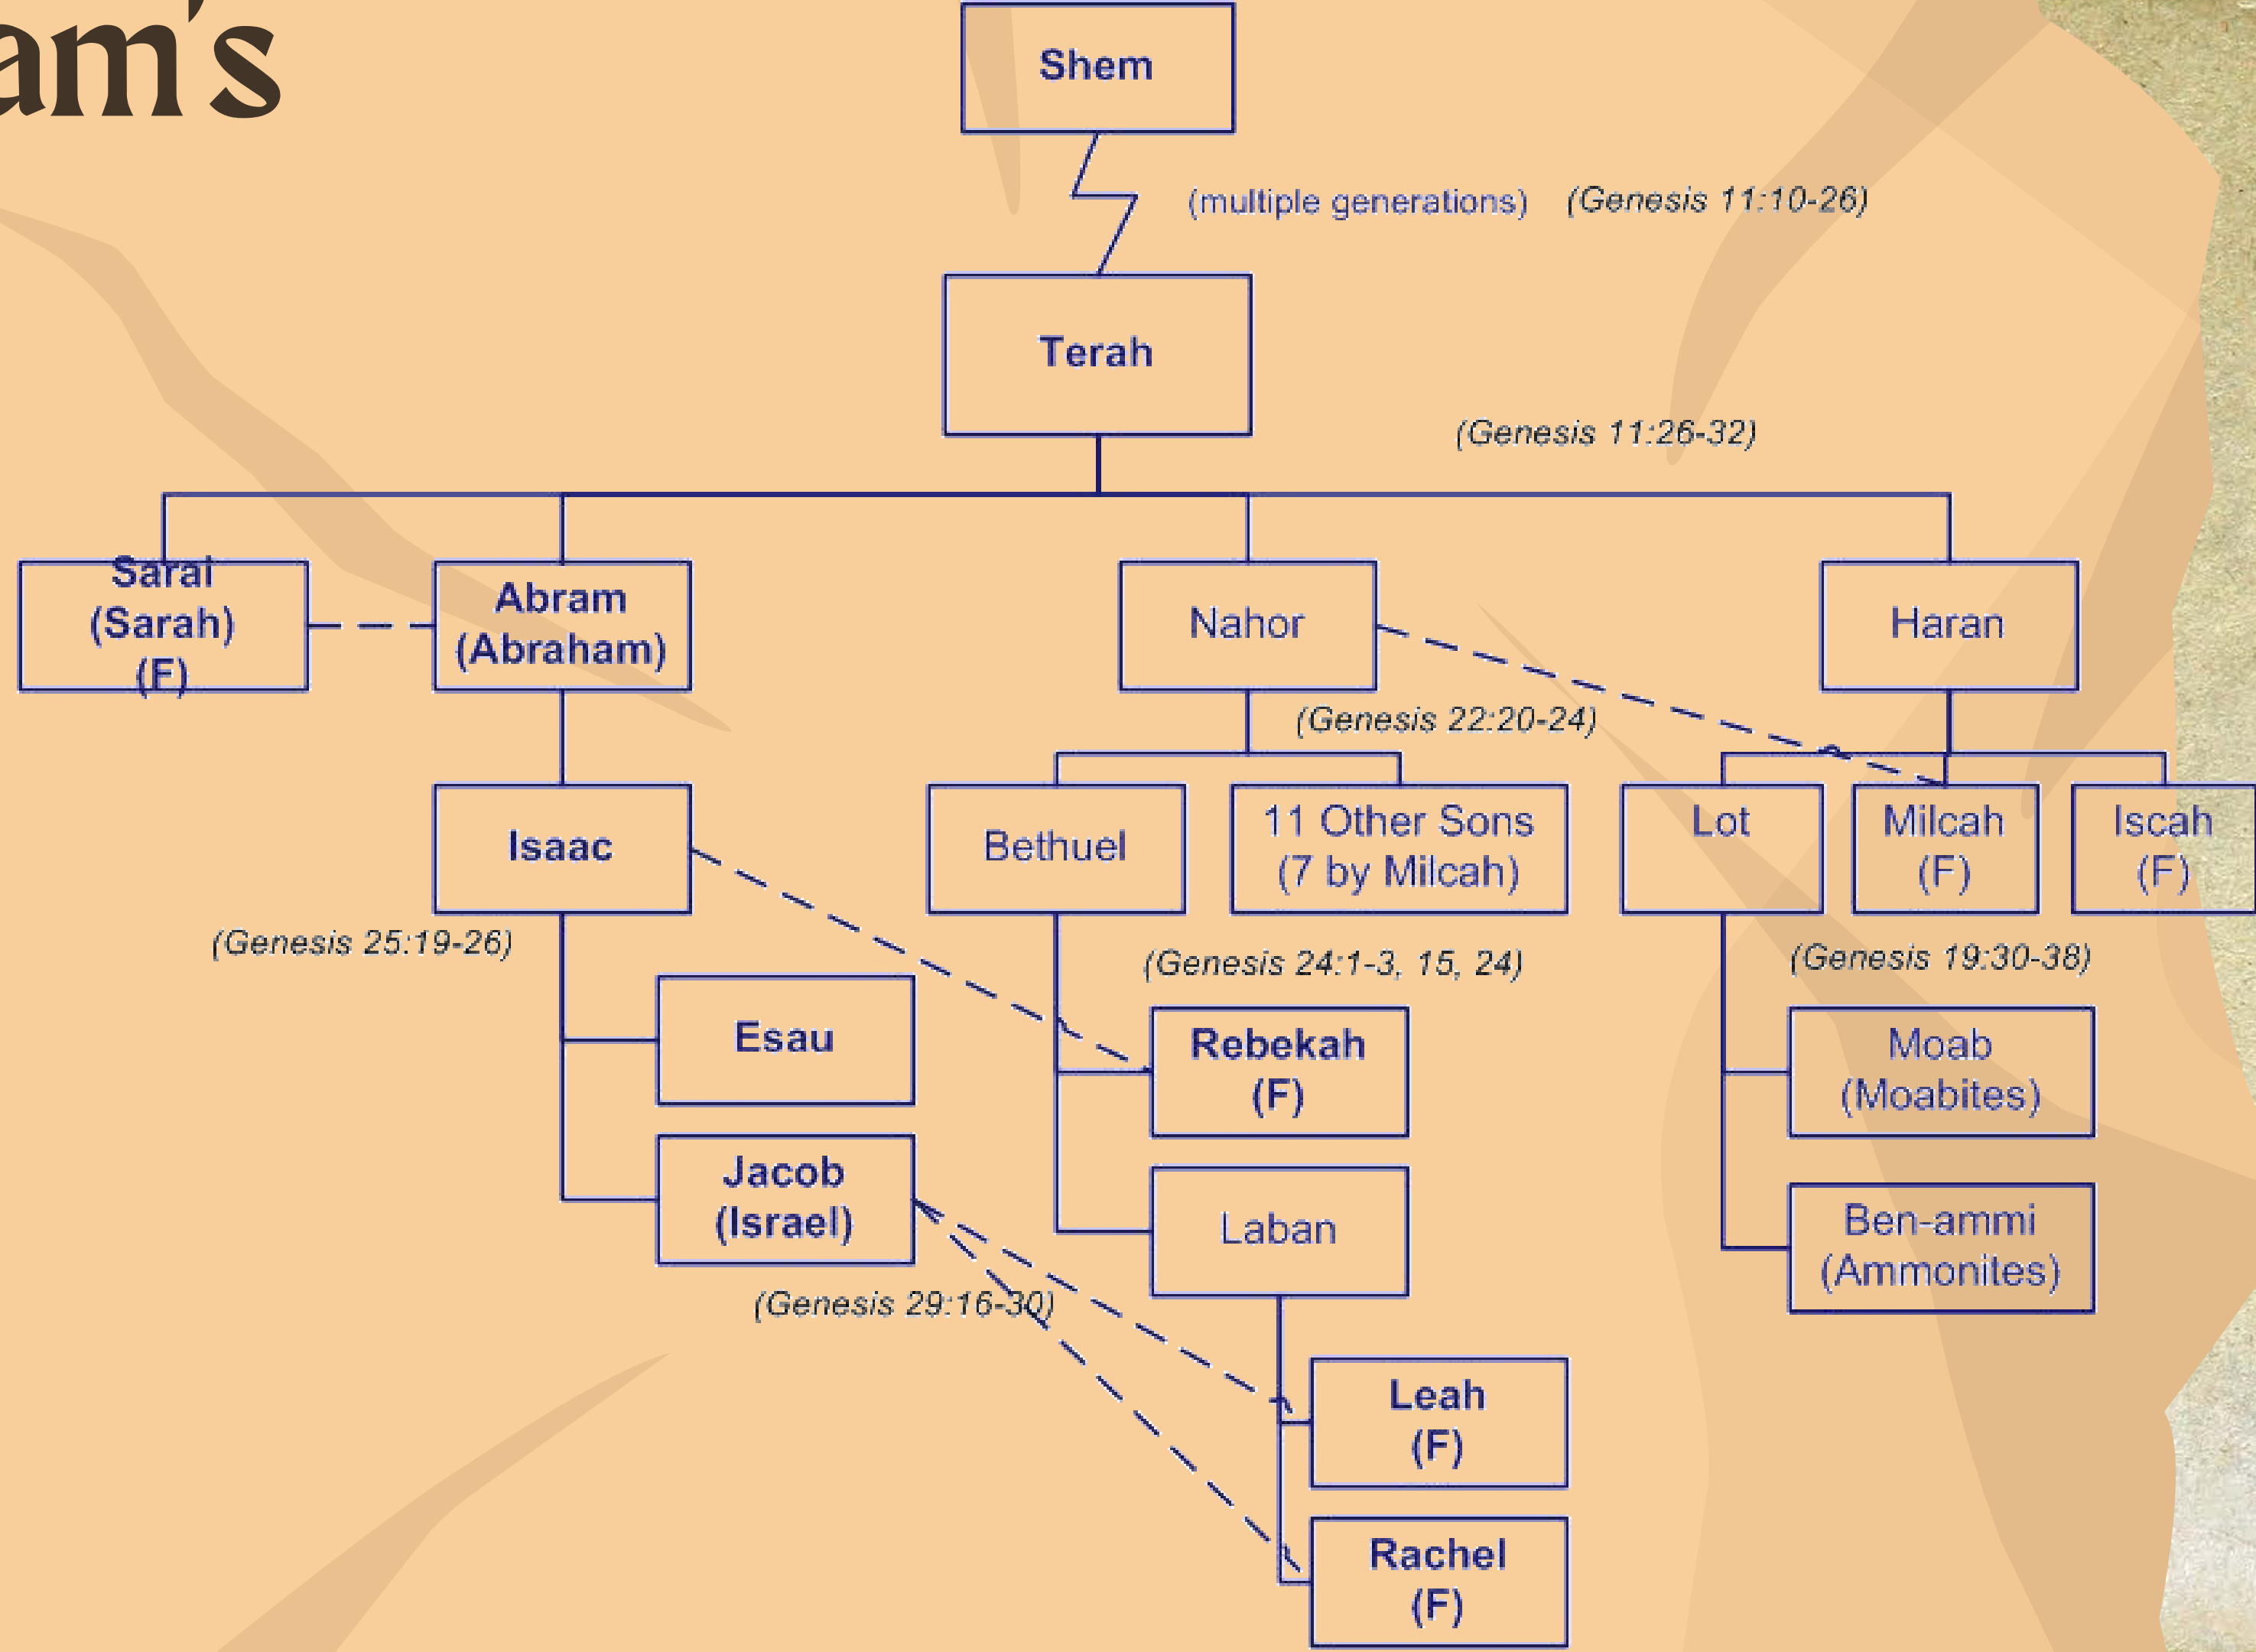 am's
Shem
(multiple generations) (Genesis 11:10-26)
Terah
(Genesis 11:26-32)
Sarai
(Sarah)
(F)
Abram
(Abraham)
Nahor
Haran
(Genesis 22:20-24)
Isaac
Bethuel
11 Other Sons
(7 by Milcah)
Lot
Milcah
(F)
Iscah
(F)
(Genesis 25:19-26)
(Genesis 24:1-3, 15, 24)
(Genesis 19:30-38)
Esau
Rebekah
(F)
Moab
(Moabites)
Jacob
(Israel)
Laban
Ben-ammi
(Ammonites)
(Genesis 29:16-30)
Leah
(F)
Rachel
(F)